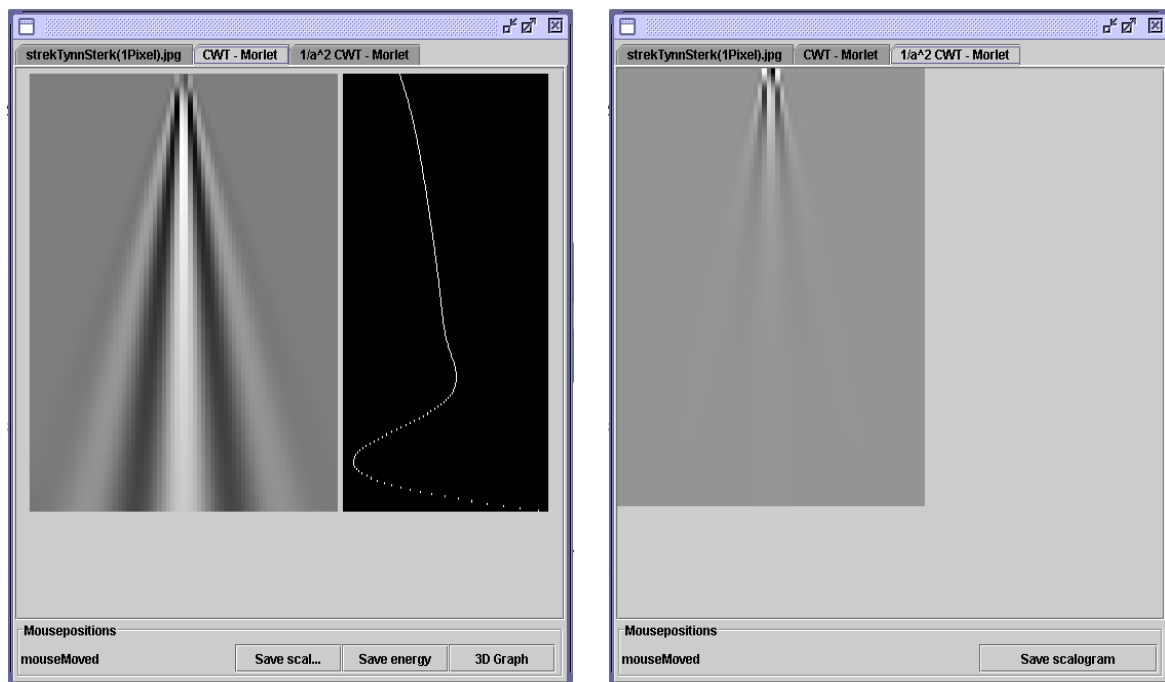 strekTynnSterk(1Pixel).jpg CWT - Morlet 1/a^2 CWT - Morlet
Mousepositions
mouseMoved Save scal... Save energy 3D Graph
strekTynnSterk(1Pixel).jpg CWT - Morlet 1/a^2 CWT - Morlet
Mousepositions
mouseMoved Save scalogram